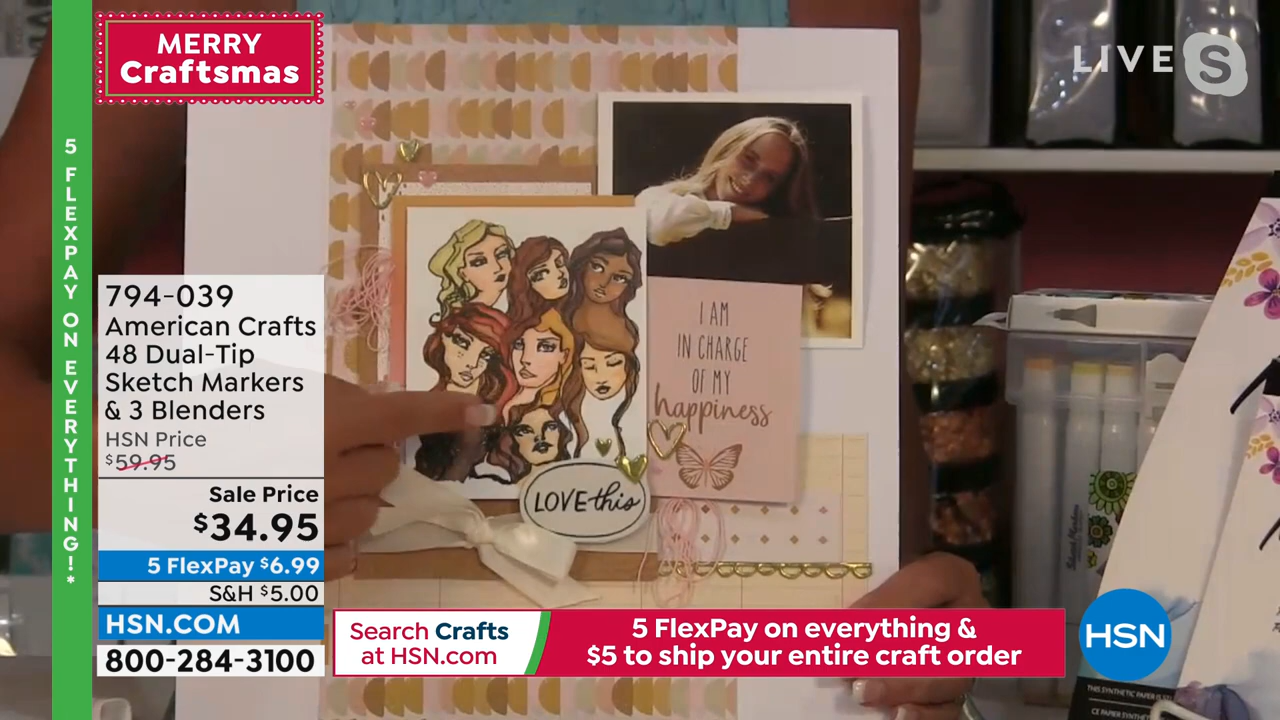 5 FLEXPAY ON EVERYTHING!*
MERRY
Craftsmas
LIVE S
794-039
American Crafts
48 Dual-Tip
Sketch Markers
& 3 Blenders
HSN Price
$59.95
Sale Price
$34.95
5 FlexPay $6.99
S&H $5.00
HSN.COM
800-284-3100
I AM
IN CHARGE
OF MY
happiness
LOVE this
Search Crafts
at HSN.com
5 FlexPay on everything &
$5 to ship your entire craft order
HSN
Sketch Markers